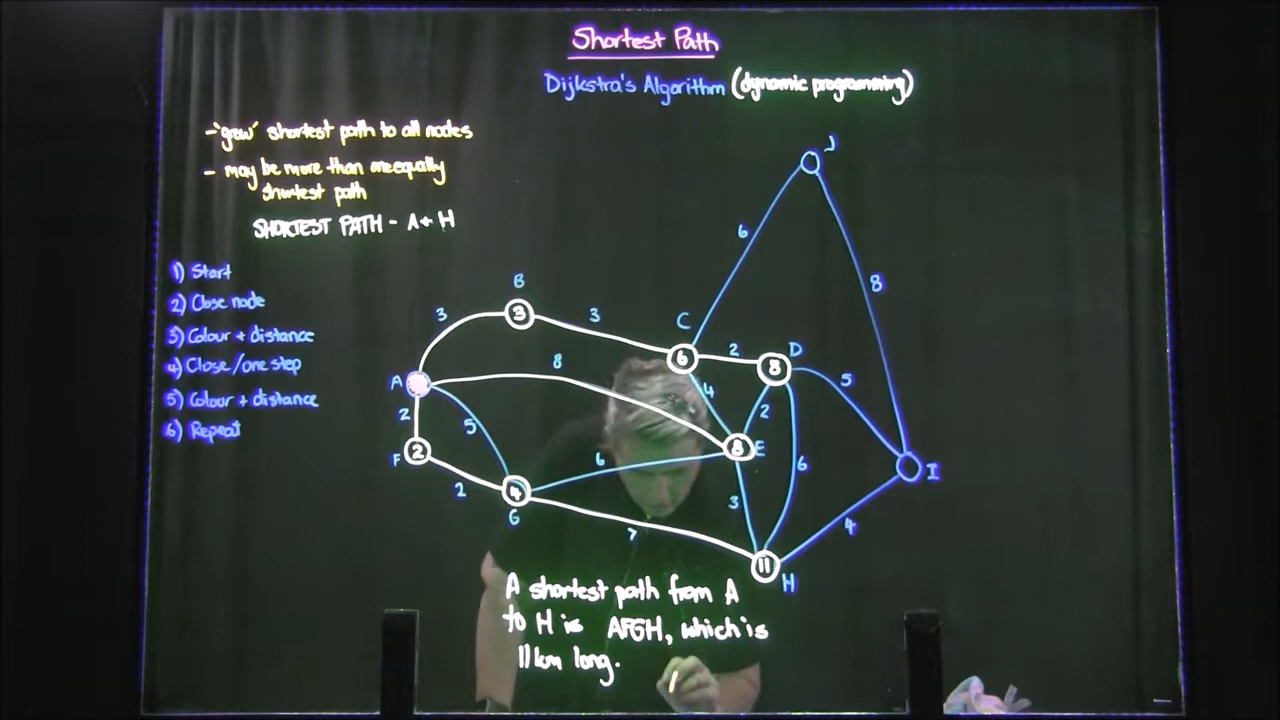 Shortest Path
Dijkstra's Algorithm (dynamic programming)
- 'grow' shortest path to all nodes
- may be more than one equally
shortest path
SHORTEST PATH - A → H
1) Start
2) Close node
3) Colour + distance
4) Close/one step
5) Colour + distance
6) Repeat
J
6
8
B
3
3
3
C
6
2
D
8
5
A
8
4
2
5
2
8
E
F
2
6
6
I
2
4
G
3
4
7
11
H
A shortest path from A
to H is AFGH, which is
11km long.